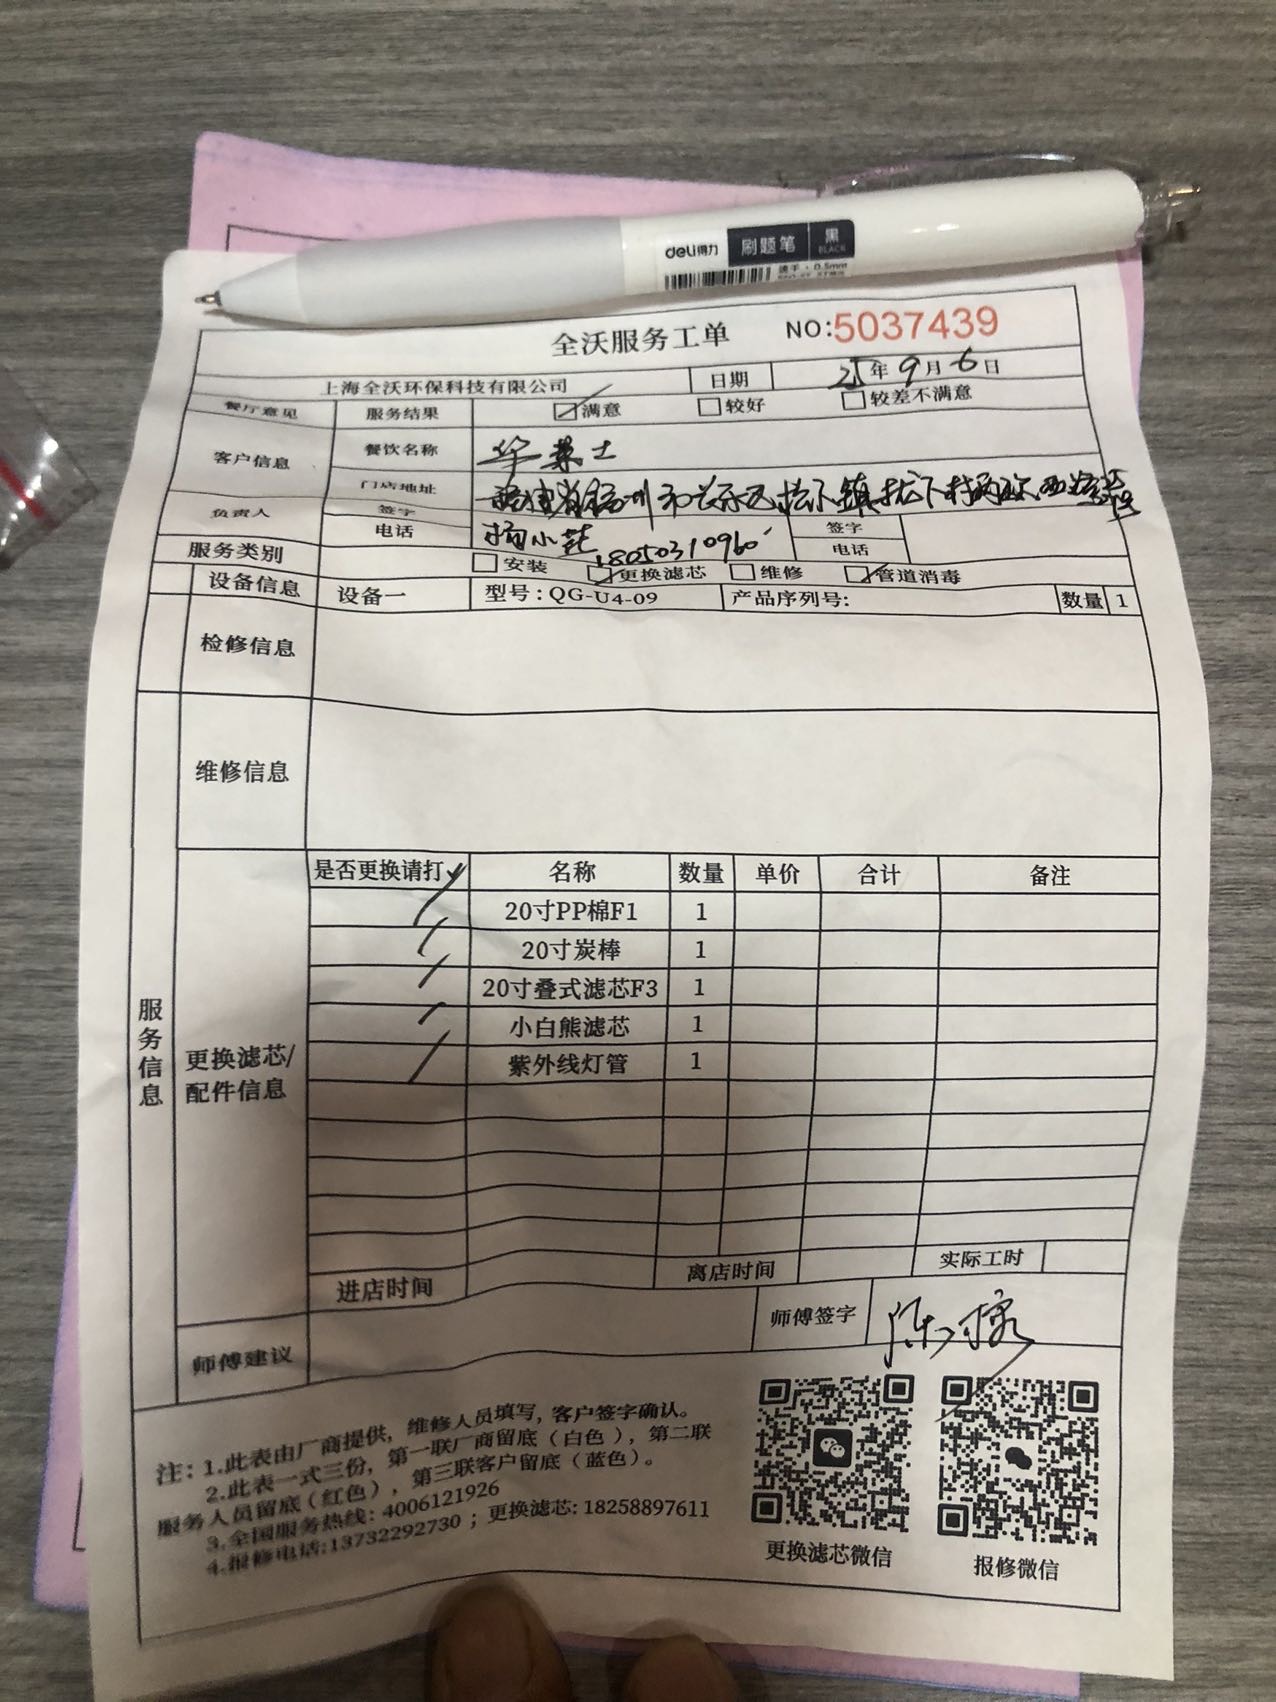 deli得力 刷题笔 黑
BLACK
速干·0.5mm
全沃服务工单 NO:5037439
上海全沃环保科技有限公司 日期 25年9月6日
餐厅意见 服务结果 满意 较好 较差不满意
客户信息 餐饮名称 华莱士
门店地址 福建省福州市
负责人 签字 杨小 签字
电话 18050310960 电话
服务类别 安装 更换滤芯 维修 管道消毒
设备信息 设备一 型号:QG-U4-09 产品序列号: 数量 1
检修信息
维修信息
服务信息
更换滤芯/
配件信息
是否更换请打✓ 名称 数量 单价 合计 备注
20寸PP棉F1 1
20寸炭棒 1
20寸叠式滤芯F3 1
小白熊滤芯 1
紫外线灯管 1
进店时间 离店时间 实际工时
师傅建议 师傅签字 陈
注:1.此表由厂商提供,维修人员填写,客户签字确认。
2.此表一式三份,第一联厂商留底(白色),第二联
服务人员留底(红色),第三联客户留底(蓝色)。
3.全国服务热线:4006121926
4.报修电话:13732292730;更换滤芯:18258897611
更换滤芯微信 报修微信